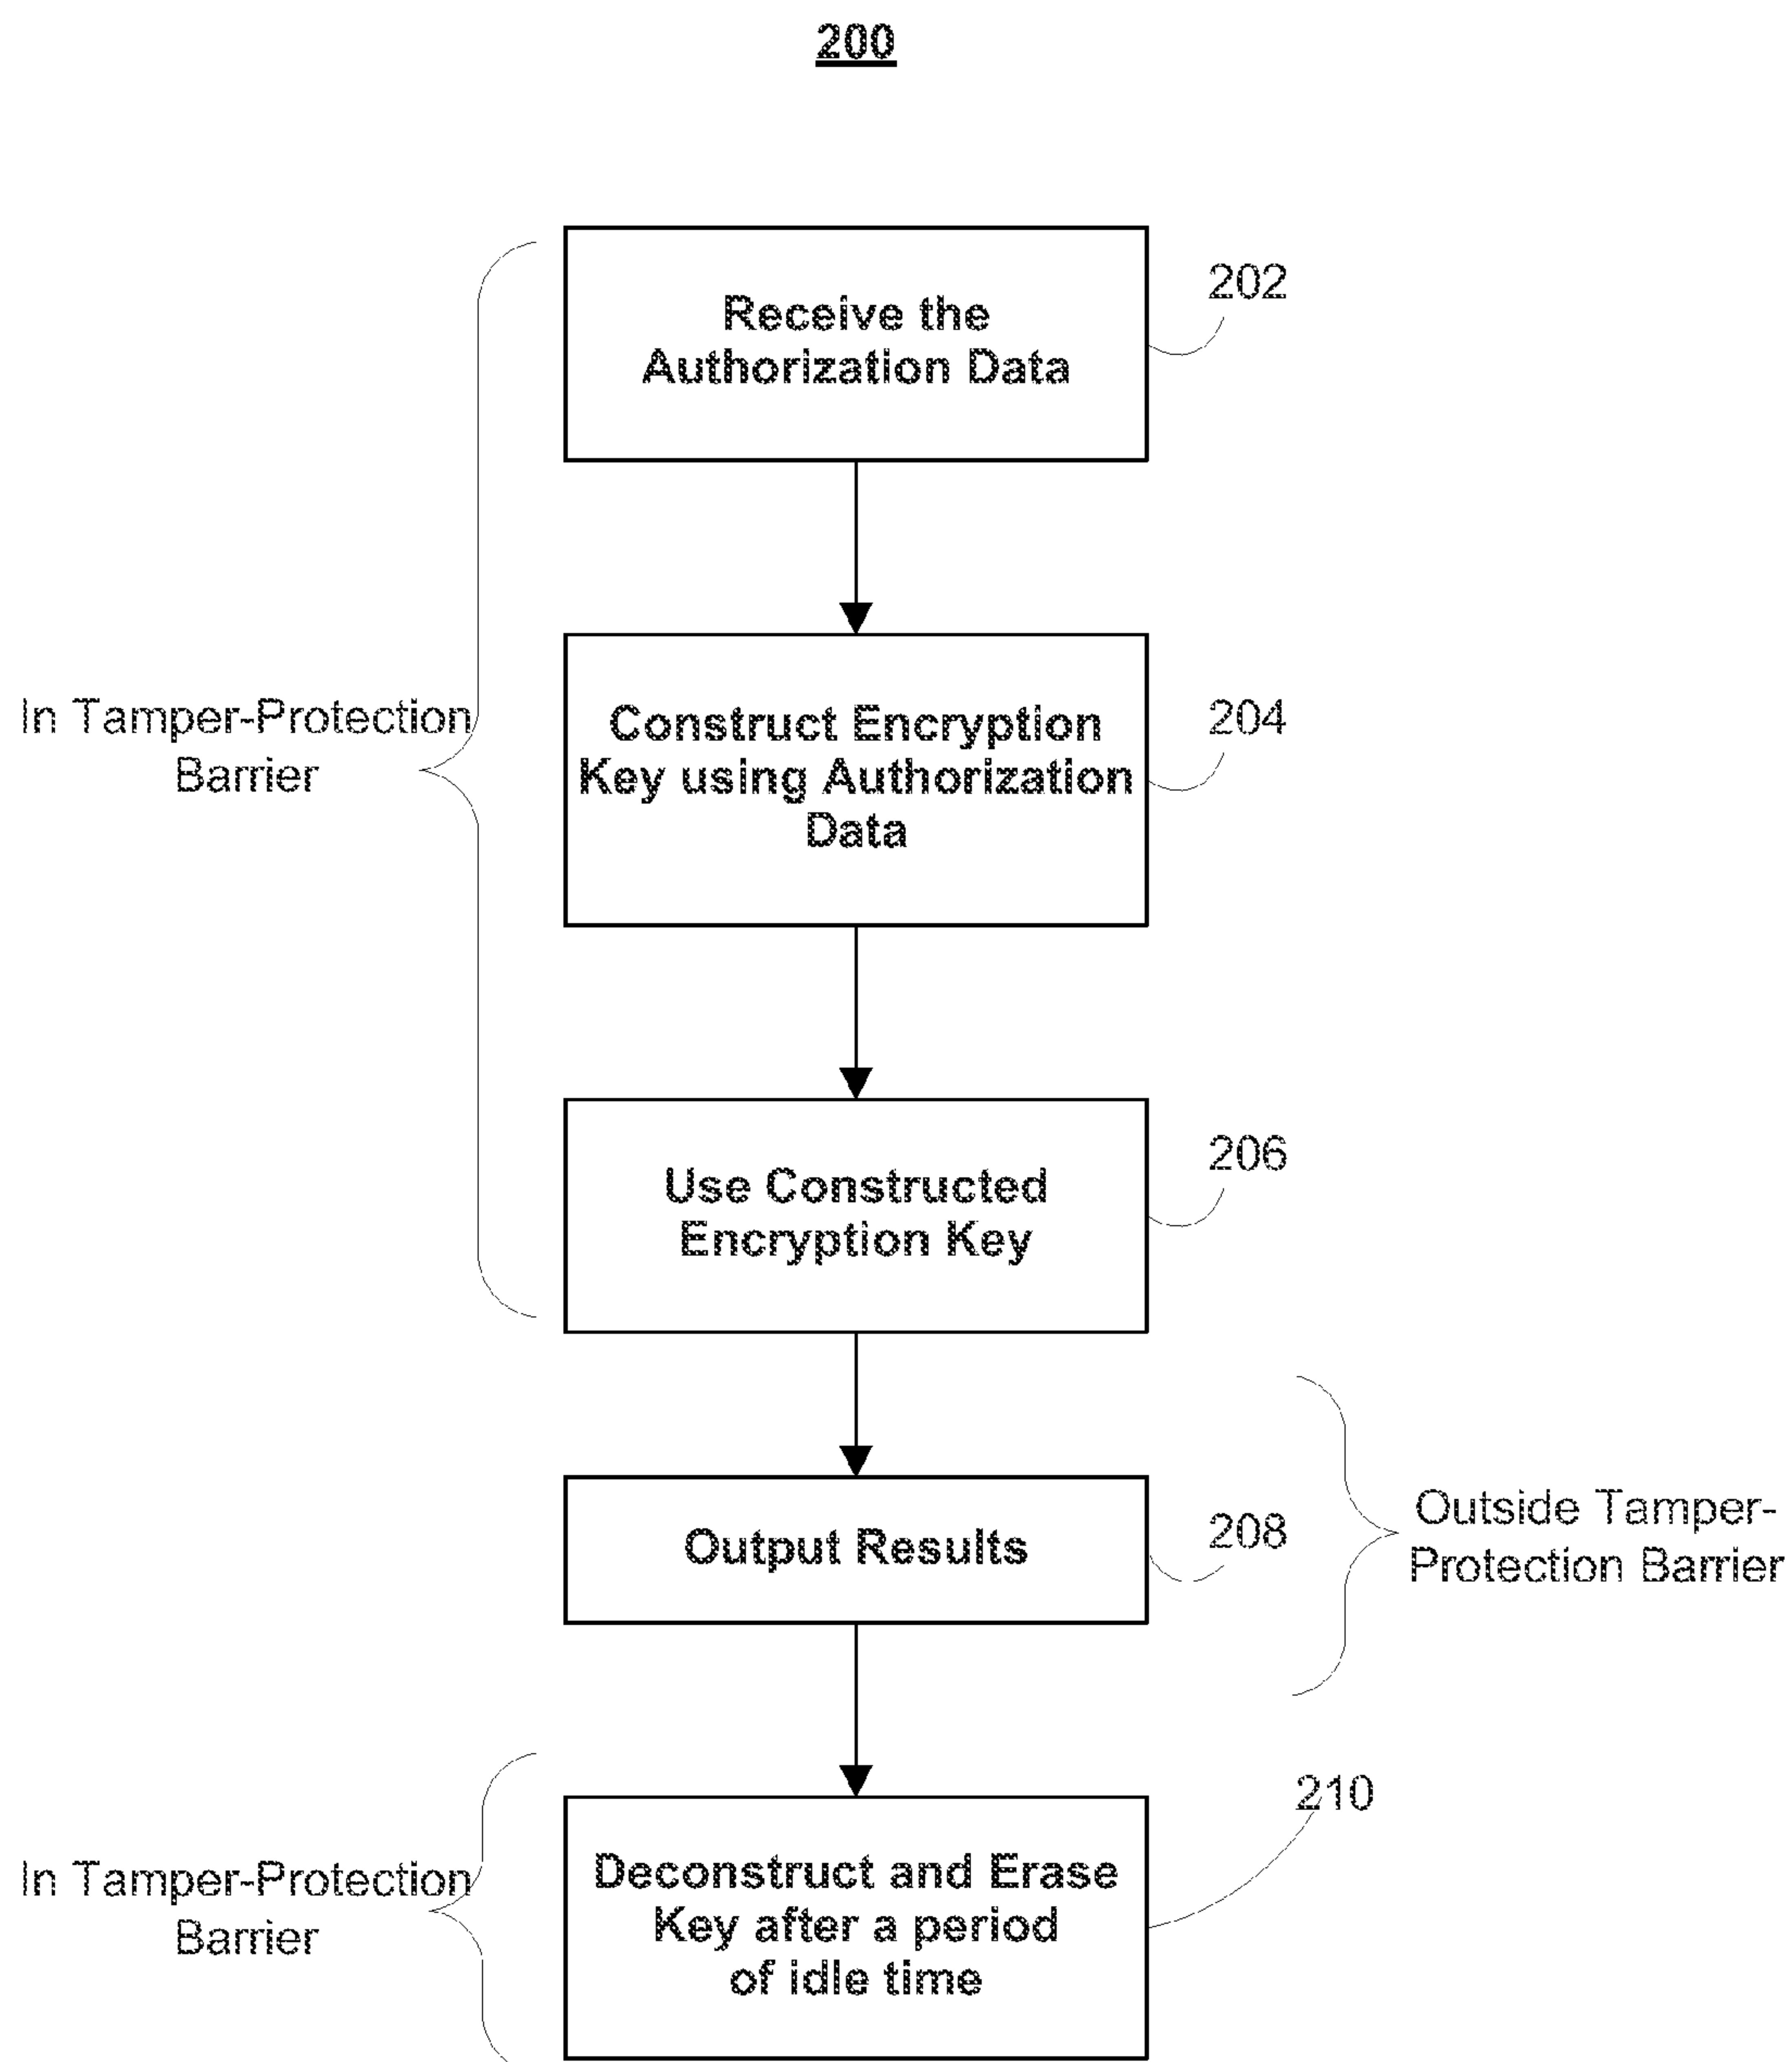 200
Receive the
Authorization Data
202
In Tamper-Protection
Barrier
Construct Encryption
Key using Authorization
Data
204
Use Constructed
Encryption Key
206
Output Results
208
Outside Tamper-
Protection Barrier
In Tamper-Protection
Barrier
Deconstruct and Erase
Key after a period
of idle time
210